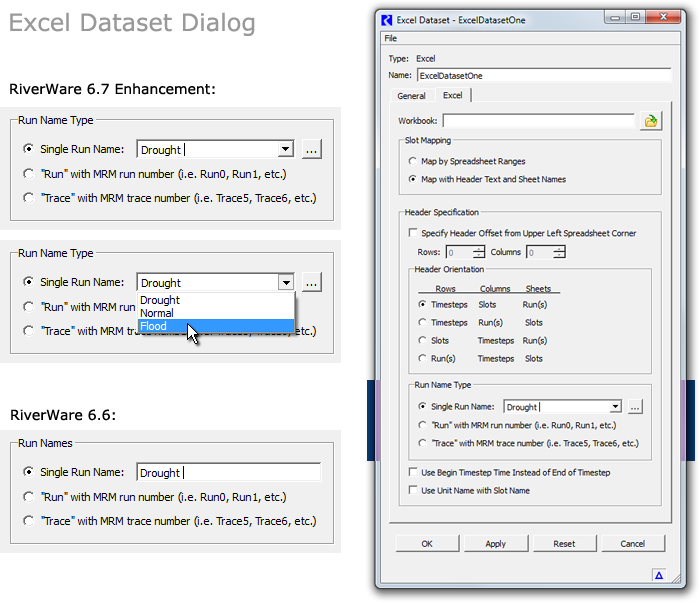 Excel Dataset Dialog
RiverWare 6.7 Enhancement:
Run Name Type
Single Run Name: Drought ...
"Run" with MRM run number (i.e. Run0, Run1, etc.)
"Trace" with MRM trace number (i.e. Trace5, Trace6, etc.)
Run Name Type
Single Run Name: Drought ...
Drought
"Run" with MRM run
Normal
Flood
"Trace" with MRM
RiverWare 6.6:
Run Names
Single Run Name: Drought
"Run" with MRM run number (i.e. Run0, Run1, etc.)
"Trace" with MRM trace number (i.e. Trace5, Trace6, etc.)
Excel Dataset - ExcelDatasetOne
File
Type: Excel
Name: ExcelDatasetOne
General Excel
Workbook:
Slot Mapping
Map by Spreadsheet Ranges
Map with Header Text and Sheet Names
Header Specification
Specify Header Offset from Upper Left Spreadsheet Corner
Rows: 0 Columns 0
Header Orientation
Rows Columns Sheets
Timesteps Slots Run(s)
Timesteps Run(s) Slots
Slots Timesteps Run(s)
Run(s) Timesteps Slots
Run Name Type
Single Run Name: Drought ...
"Run" with MRM run number (i.e. Run0, Run1, etc.)
"Trace" with MRM trace number (i.e. Trace5, Trace6, etc.)
Use Begin Timestep Time Instead of End of Timestep
Use Unit Name with Slot Name
OK Apply Reset Cancel